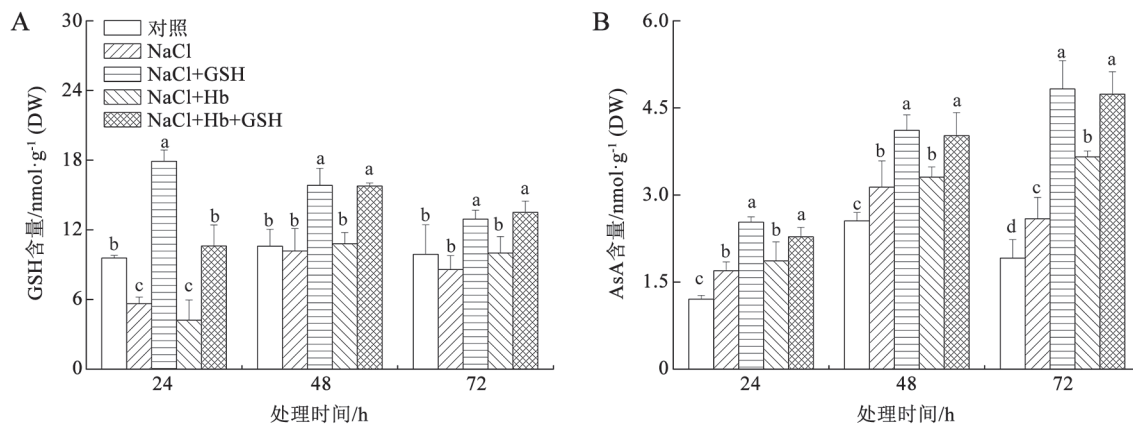 A
GSH含量/nmol·g⁻¹ (DW)
30
24
18
12
6
0
对照
NaCl
NaCl+GSH
NaCl+Hb
NaCl+Hb+GSH
b c a c b
b b a b a
b b a b a
24 48 72
处理时间/h
B
AsA含量/nmol·g⁻¹ (DW)
6.0
4.5
3.0
1.5
0
c b a b a
c b a b a
d c a b a
24 48 72
处理时间/h